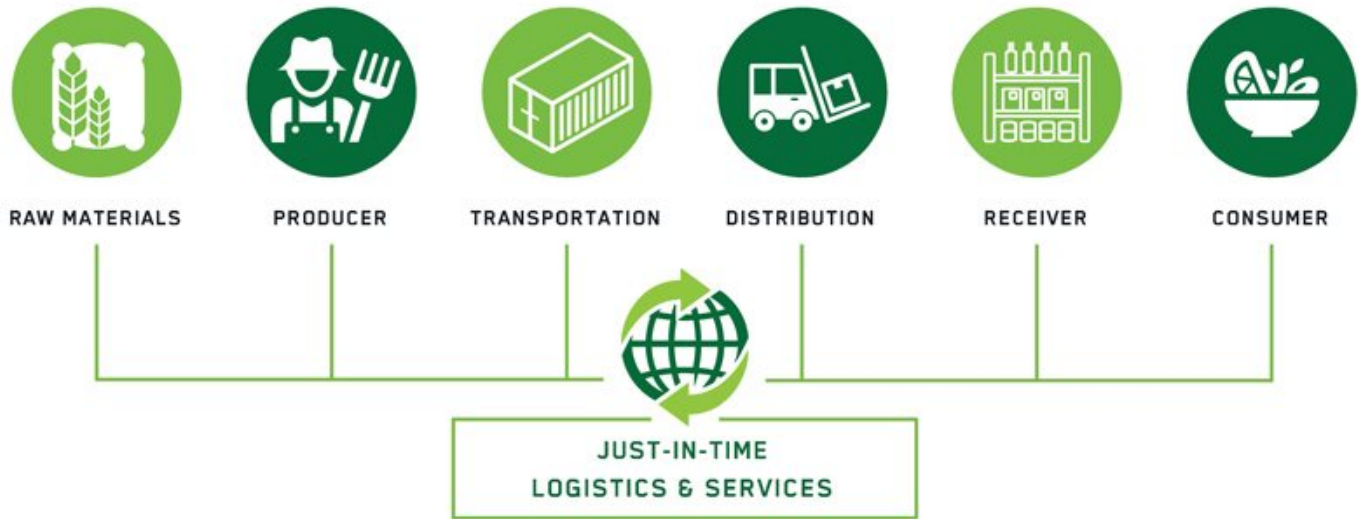 RAW MATERIALS
PRODUCER
TRANSPORTATION
DISTRIBUTION
RECEIVER
CONSUMER
JUST-IN-TIME
LOGISTICS & SERVICES